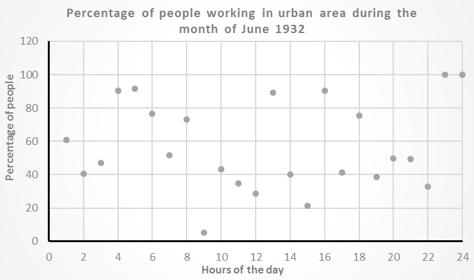 Percentage of people working in urban area during the
month of June 1932
120
100
80
60
40
20
0
Percentage of people
0 2 4 6 8 10 12 14 16 18 20 22 24
Hours of the day